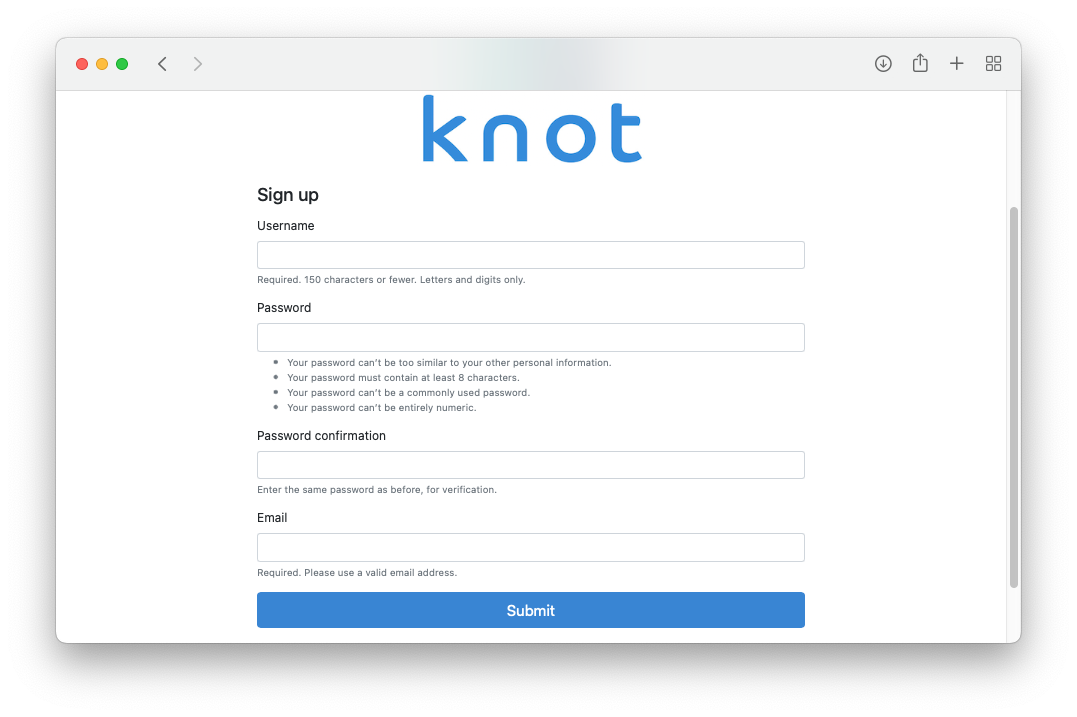 knot
Sign up
Username
Required. 150 characters or fewer. Letters and digits only.
Password
Your password can’t be too similar to your other personal information.
Your password must contain at least 8 characters.
Your password can’t be a commonly used password.
Your password can’t be entirely numeric.
Password confirmation
Enter the same password as before, for verification.
Email
Required. Please use a valid email address.
Submit